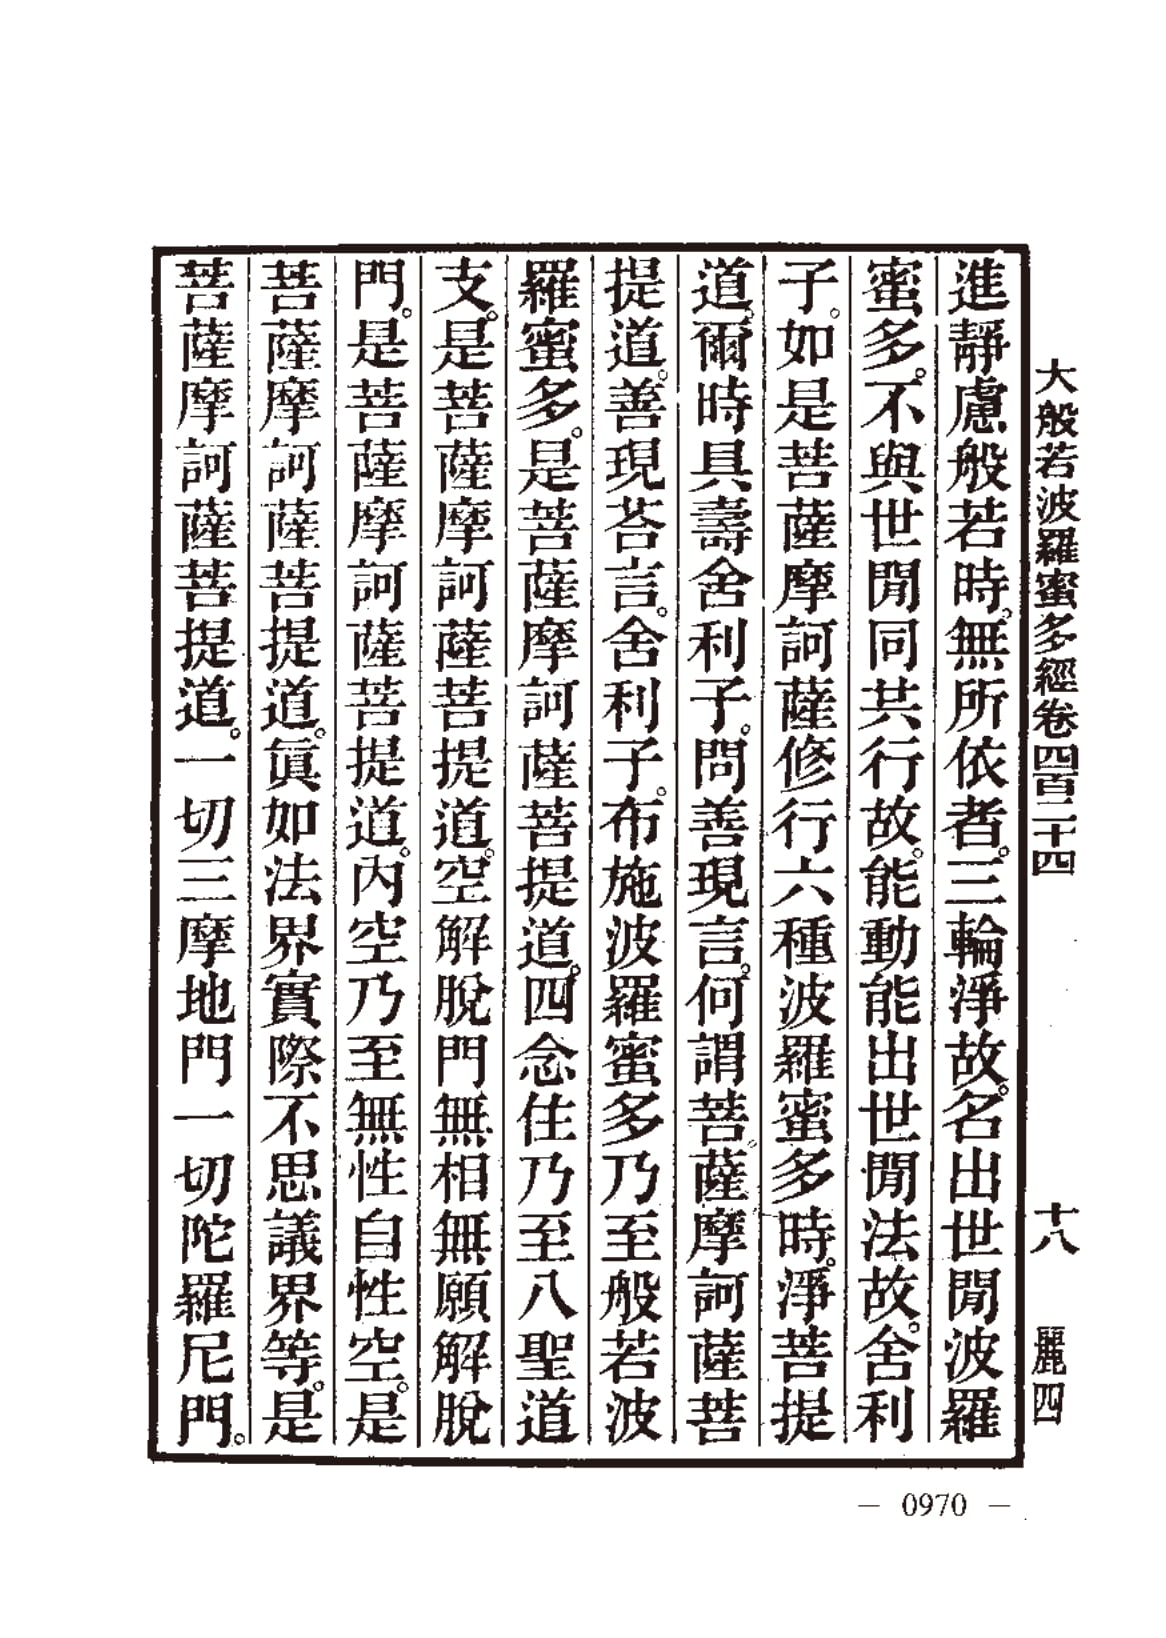 大般若波羅蜜多經卷四百二十四　十八　麗四
進靜慮般若時。無所依者。三輪淨故。名出世閒波羅
蜜多。不與世閒同共行故。能動能出世閒法故。舍利
子。如是菩薩摩訶薩修行六種波羅蜜多時。淨菩提
道。爾時具壽舍利子。問善現言。何謂菩薩摩訶薩菩
提道。善現荅言。舍利子。布施波羅蜜多乃至般若波
羅蜜多。是菩薩摩訶薩菩提道。四念住乃至八聖道
支。是菩薩摩訶薩菩提道。空解脫門無相無願解脫
門。是菩薩摩訶薩菩提道。內空乃至無性自性空。是
菩薩摩訶薩菩提道。眞如法界實際不思議界等。是
菩薩摩訶薩菩提道。一切三摩地門一切陀羅尼門。
— 0970 —